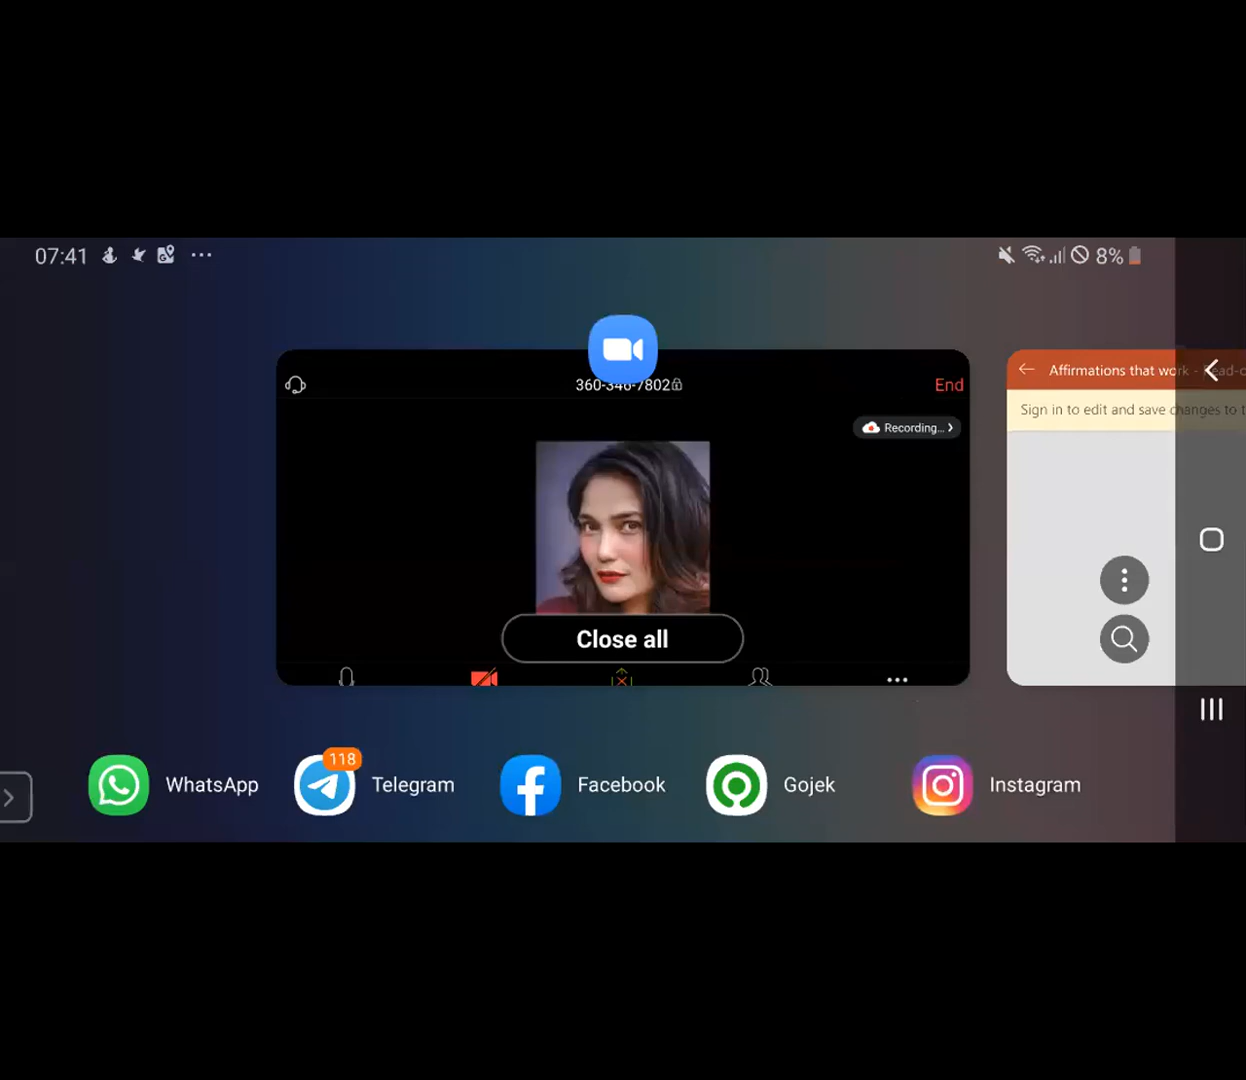 07:41
8%
360-346-7802
End
Recording...
Affirmations that work - Read-o
Sign in to edit and save changes to t
Close all
118
WhatsApp
Telegram
Facebook
Gojek
Instagram